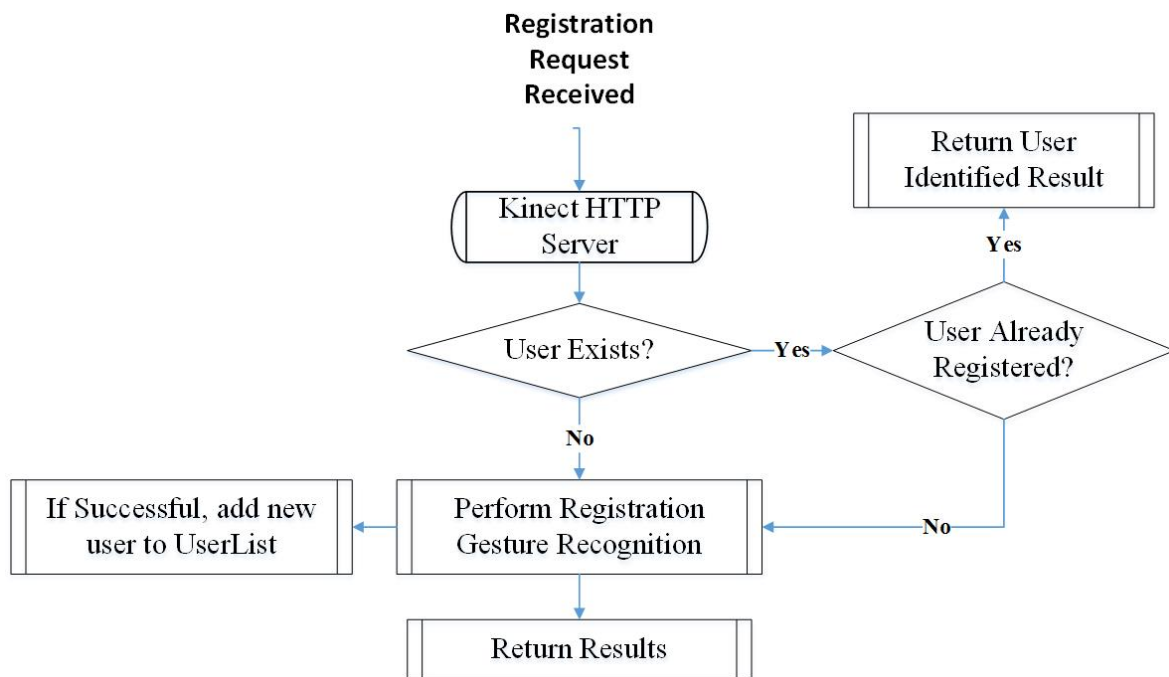 Registration
Request
Received
Kinect HTTP
Server
Return User
Identified Result
Yes
User Exists?
Yes
User Already
Registered?
No
No
If Successful, add new
user to UserList
Perform Registration
Gesture Recognition
Return Results